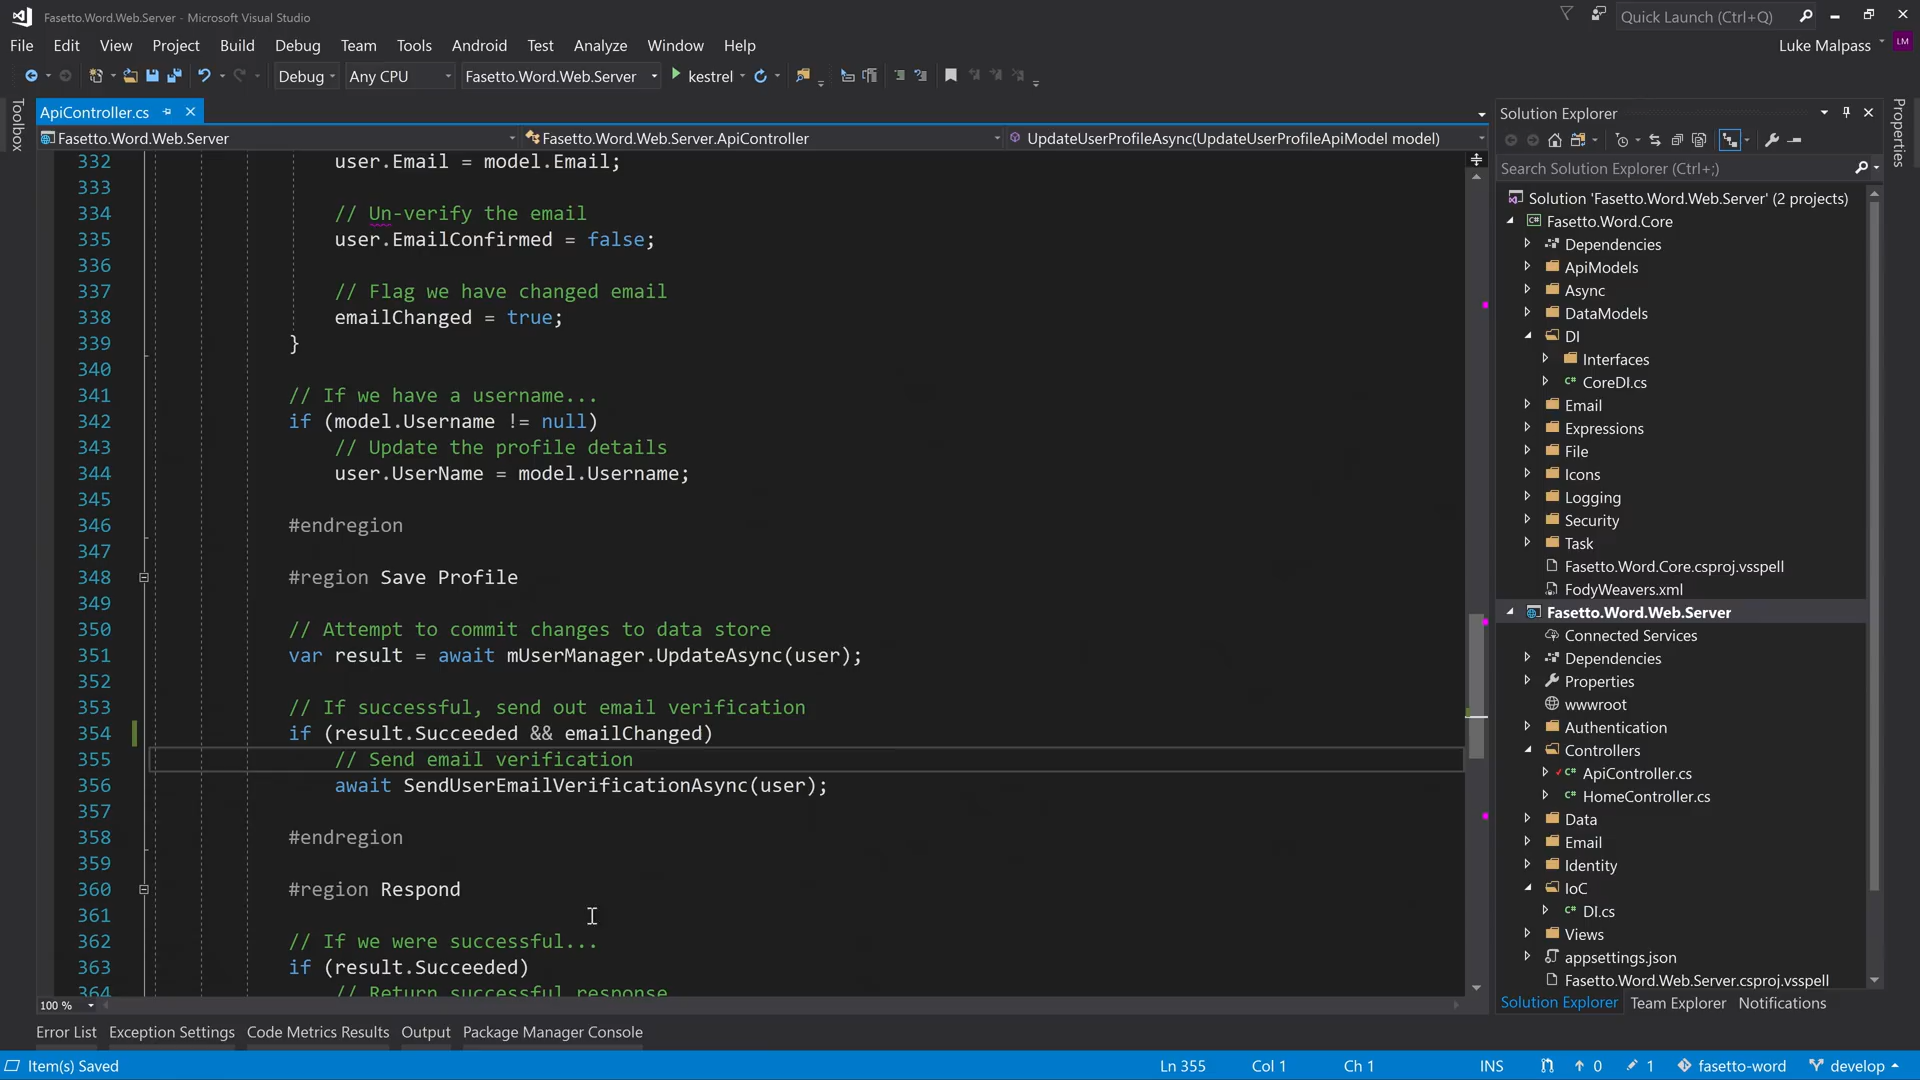 Fasetto.Word.Web.Server - Microsoft Visual Studio
Quick Launch (Ctrl+Q)
File Edit View Project Build Debug Team Tools Android Test Analyze Window Help
Luke Malpass
LM
Debug Any CPU Fasetto.Word.Web.Server kestrel
Toolbox
ApiController.cs
Fasetto.Word.Web.Server Fasetto.Word.Web.Server.ApiController UpdateUserProfileAsync(UpdateUserProfileApiModel model)
332 user.Email = model.Email;
333
334 // Un-verify the email
335 user.EmailConfirmed = false;
336
337 // Flag we have changed email
338 emailChanged = true;
339 }
340
341 // If we have a username...
342 if (model.Username != null)
343 // Update the profile details
344 user.UserName = model.Username;
345
346 #endregion
347
348 #region Save Profile
349
350 // Attempt to commit changes to data store
351 var result = await mUserManager.UpdateAsync(user);
352
353 // If successful, send out email verification
354 if (result.Succeeded && emailChanged)
355 // Send email verification
356 await SendUserEmailVerificationAsync(user);
357
358 #endregion
359
360 #region Respond
361
362 // If we were successful...
363 if (result.Succeeded)
364 // Return successful response
100 %
Solution Explorer
Search Solution Explorer (Ctrl+;)
Solution 'Fasetto.Word.Web.Server' (2 projects)
Fasetto.Word.Core
Dependencies
ApiModels
Async
DataModels
DI
Interfaces
CoreDI.cs
Email
Expressions
File
Icons
Logging
Security
Task
Fasetto.Word.Core.csproj.vsspell
FodyWeavers.xml
Fasetto.Word.Web.Server
Connected Services
Dependencies
Properties
wwwroot
Authentication
Controllers
ApiController.cs
HomeController.cs
Data
Email
Identity
IoC
DI.cs
Views
appsettings.json
Fasetto.Word.Web.Server.csproj.vsspell
Solution Explorer Team Explorer Notifications
Properties
Error List Exception Settings Code Metrics Results Output Package Manager Console
Item(s) Saved Ln 355 Col 1 Ch 1 INS 0 1 fasetto-word develop